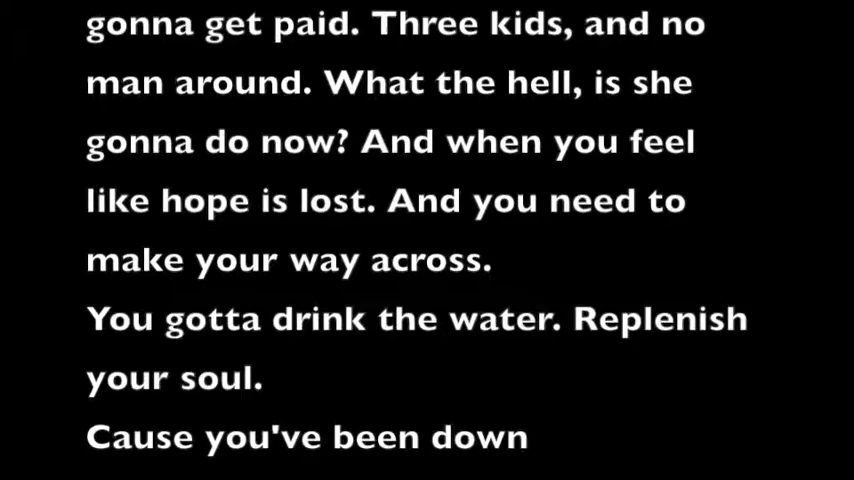 gonna get paid. Three kids, and no
man around. What the hell, is she
gonna do now? And when you feel
like hope is lost. And you need to
make your way across.
You gotta drink the water. Replenish
your soul.
Cause you've been down